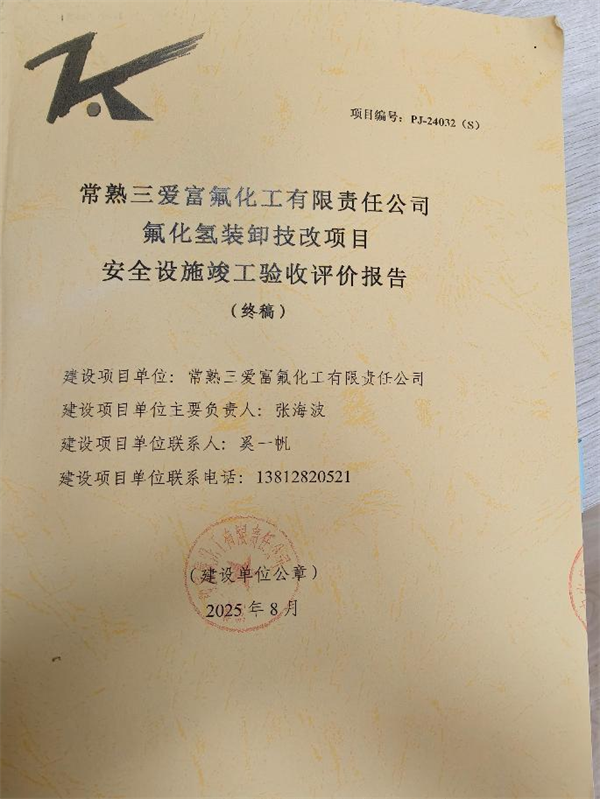 项目编号：PJ-24032（S）
常熟三爱富氟化工有限责任公司
氟化氢装卸技改项目
安全设施竣工验收评价报告
（终稿）
建设项目单位：常熟三爱富氟化工有限责任公司
建设项目单位主要负责人：张海波
建设项目单位联系人：奚一帆
建设项目单位联系电话：13812820521
（建设单位公章）
2025 年 8 月